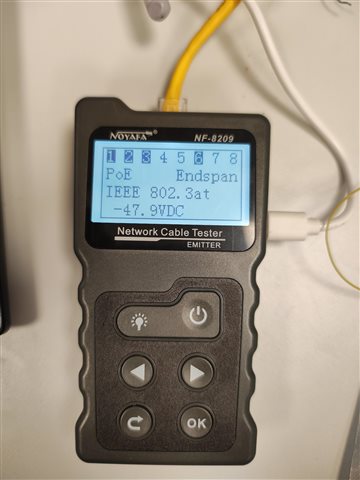 NOYAFA NF-8209
1 2 3 4 5 6 7 8
PoE Endspan
IEEE 802.3at
-47.9VDC
Network Cable Tester
EMITTER
OK